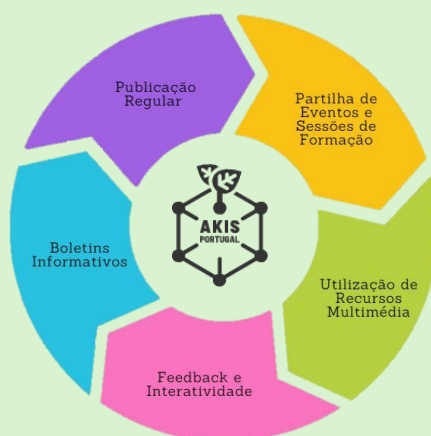 Publicação
Regular
Partilha de
Eventos e
Sessões de
Formação
Utilização de
Recursos
Multimédia
Feedback e
Interatividade
Boletins
Informativos
AKIS
PORTUGAL